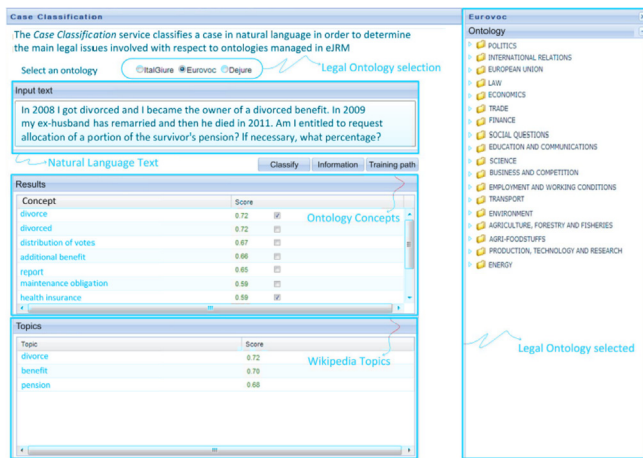 Case Classification
The Case Classification service classifies a case in natural language in order to determine
the main legal issues involved with respect to ontologies managed in eJRM
Select an ontology ItalGiure Eurovoc Dejure Legal Ontology selection
Input text
In 2008 I got divorced and I became the owner of a divorced benefit. In 2009
my ex-husband has remarried and then he died in 2011. Am I entitled to request
allocation of a portion of the survivor's pension? If necessary, what percentage?
Natural Language Text
Classify Information Training path
Results
Concept Score
divorce 0.72
divorced 0.72
distribution of votes 0.67
additional benefit 0.66
report 0.65
maintenance obligation 0.59
health insurance 0.59
Ontology Concepts
Topics
Topic Score
divorce 0.72
benefit 0.70
pension 0.68
Wikipedia Topics
Eurovoc
Ontology
POLITICS
INTERNATIONAL RELATIONS
EUROPEAN UNION
LAW
ECONOMICS
TRADE
FINANCE
SOCIAL QUESTIONS
EDUCATION AND COMMUNICATIONS
SCIENCE
BUSINESS AND COMPETITION
EMPLOYMENT AND WORKING CONDITIONS
TRANSPORT
ENVIRONMENT
AGRICULTURE, FORESTRY AND FISHERIES
AGRI-FOODSTUFFS
PRODUCTION, TECHNOLOGY AND RESEARCH
ENERGY
Legal Ontology selected